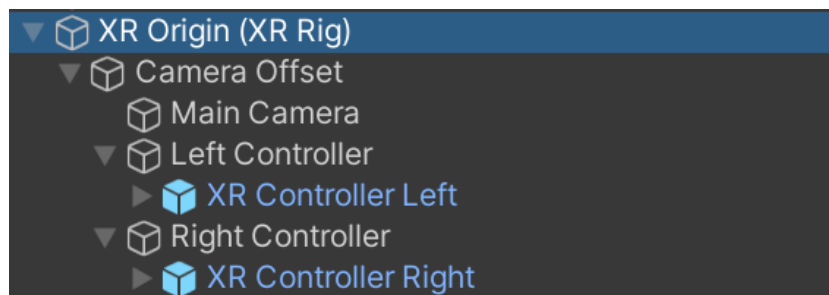 XR Origin (XR Rig)
Camera Offset
Main Camera
Left Controller
XR Controller Left
Right Controller
XR Controller Right